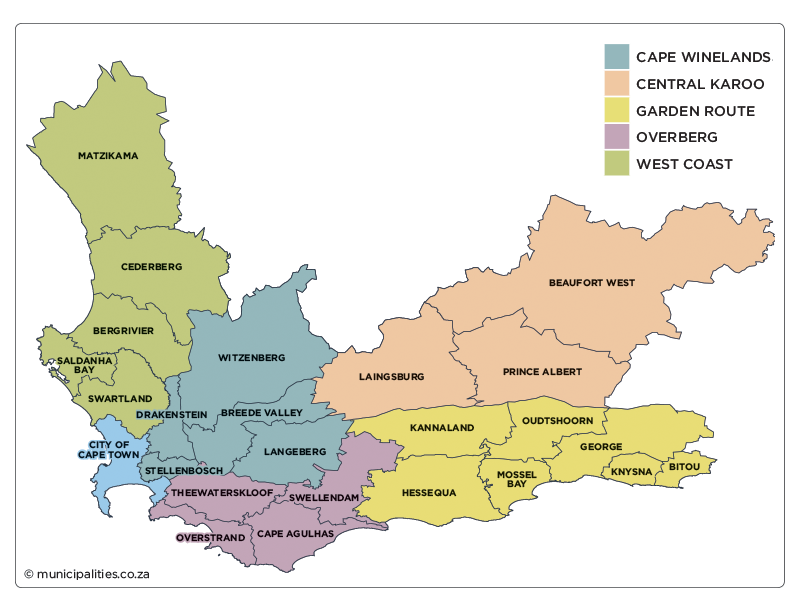 CAPE WINELANDS
CENTRAL KAROO
GARDEN ROUTE
OVERBERG
WEST COAST
MATZIKAMA
CEDERBERG
BEAUFORT WEST
BERGRIVIER
WITZENBERG
SALDANHA
BAY
LAINGSBURG
PRINCE ALBERT
SWARTLAND
DRAKENSTEIN
BREEDE VALLEY
KANNALAND
OUDTSHOORN
CITY OF
CAPE TOWN
LANGEBERG
GEORGE
STELLENBOSCH
KNYSNA
BITOU
MOSSEL
BAY
THEEWATERSKLOOF
SWELLENDAM
HESSEQUA
OVERSTRAND
CAPE AGULHAS
© municipalities.co.za